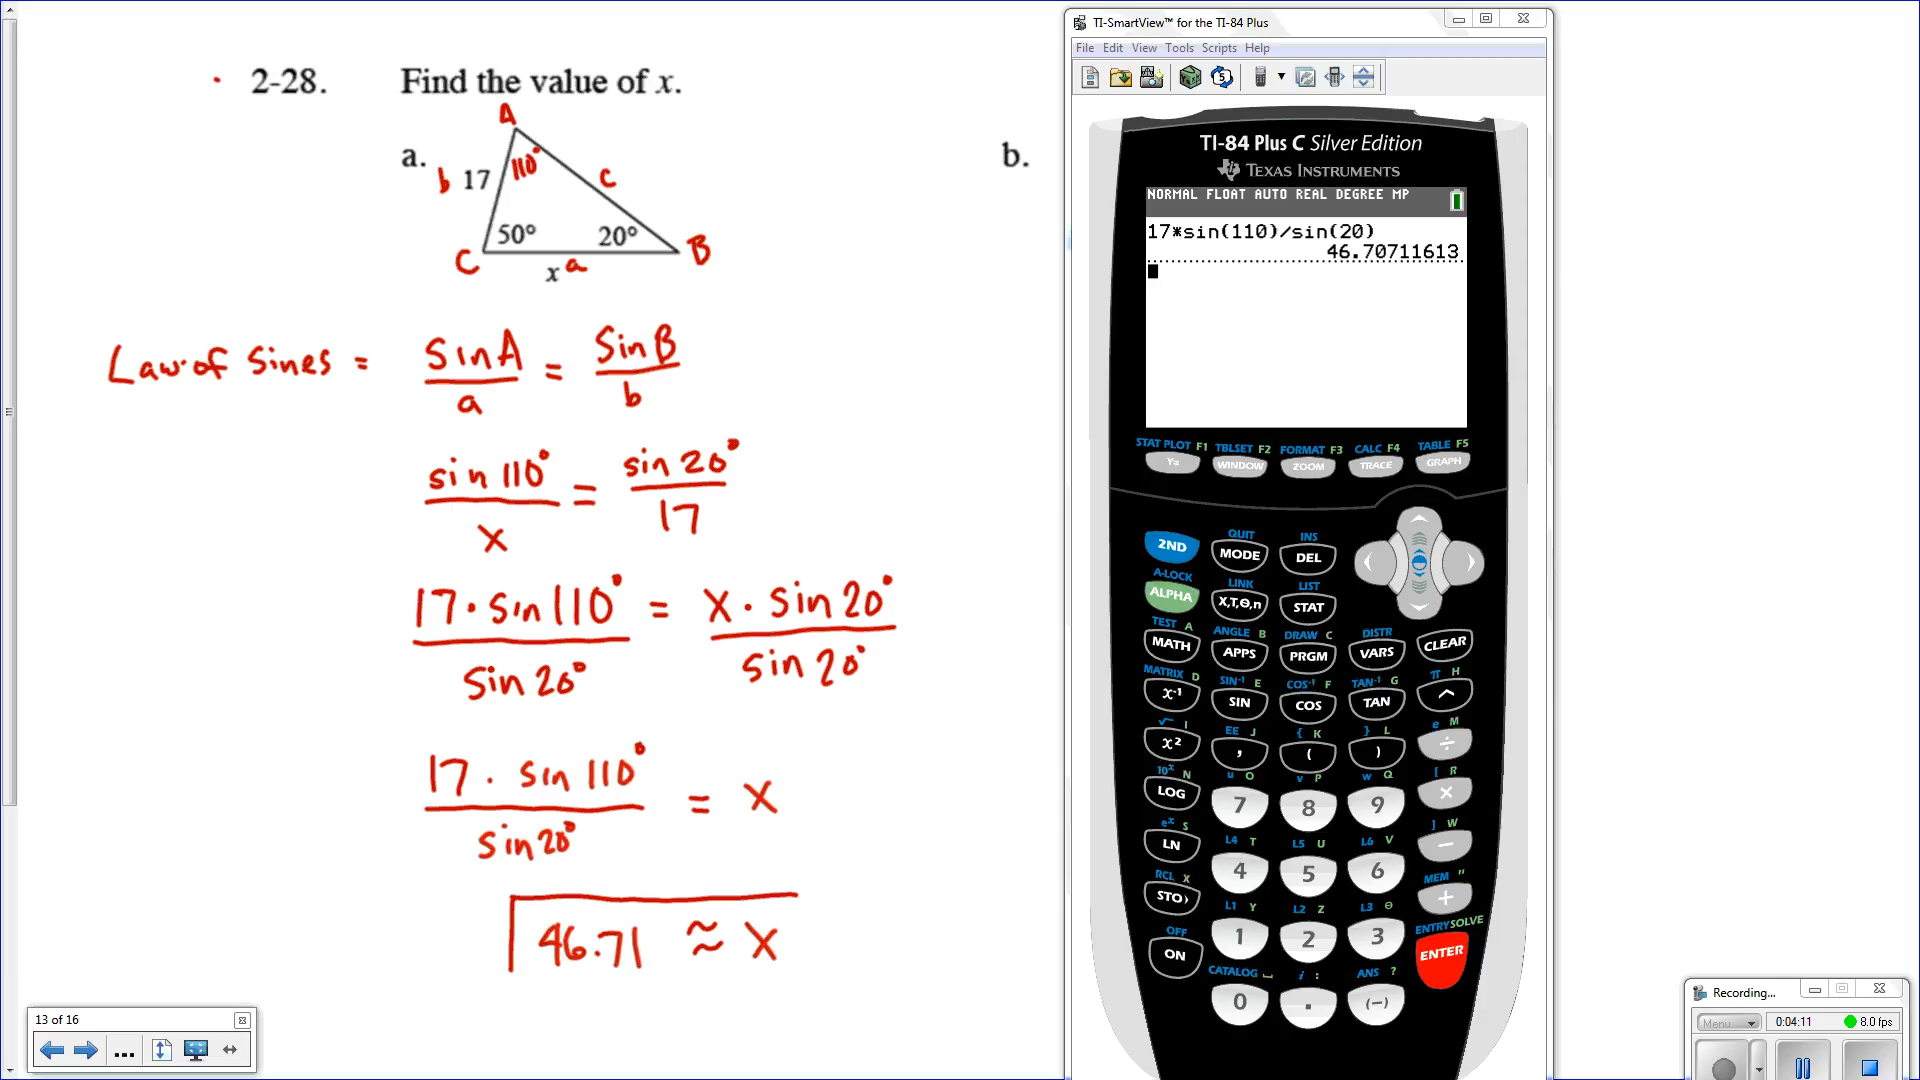 2-28. Find the value of x.
A
a. b 17 110° c b.
50° 20°
C x a B
Law of Sines = SinA/a = SinB/b
sin 110°/x = sin 20°/17
17 · sin 110°/sin 20° = x · sin 20°/sin 20°
17 · sin 110°/sin 20° = x
46.71 ≈ x
13 of 16
...
TI-SmartView™ for the TI-84 Plus
File Edit View Tools Scripts Help
TI-84 Plus C Silver Edition
TEXAS INSTRUMENTS
NORMAL FLOAT AUTO REAL DEGREE MP
17*sin(110)/sin(20)
46.70711613
STAT PLOT F1 TBLSET F2 FORMAT F3 CALC F4 TABLE F5
Y= WINDOW ZOOM TRACE GRAPH
QUIT INS
2ND MODE DEL
A-LOCK LINK LIST
ALPHA X,T,θ,n STAT
TEST A ANGLE B DRAW C DISTR
MATH APPS PRGM VARS CLEAR
MATRIX D SIN⁻¹ E COS⁻¹ F TAN⁻¹ G π H
x⁻¹ SIN COS TAN ^
√ I EE J { K } L e M
x² , ( ) ÷
10ˣ N u O v P w Q [ R
LOG 7 8 9 ×
eˣ S L4 T L5 U L6 V ] W
LN 4 5 6 −
RCL X L1 Y L2 Z L3 θ MEM "
STO› 1 2 3 +
OFF CATALOG i : ANS ? ENTRY SOLVE
ON 0 . (−) ENTER
Recording...
Menu 0:04:11 8.0 fps